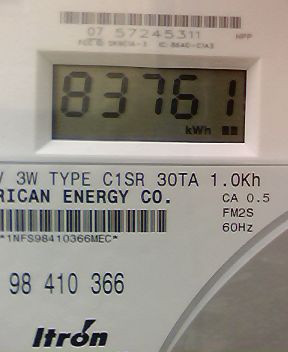 07 57245311
83761
kWh
V 3W TYPE C1SR 30TA 1.0Kh
RICAN ENERGY CO.
CA 0.5
FM2S
60Hz
*1NFS98410366MEC*
98 410 366
Itron